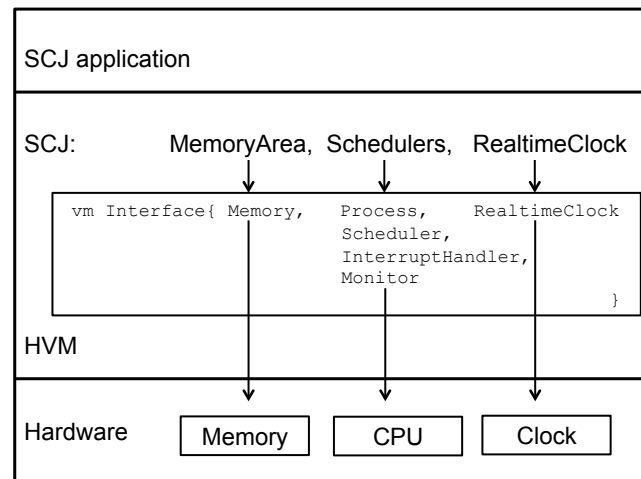 SCJ application
SCJ: MemoryArea, Schedulers, RealtimeClock
vm Interface{ Memory, Process, RealtimeClock
Scheduler,
InterruptHandler,
Monitor
}
HVM
Hardware Memory CPU Clock